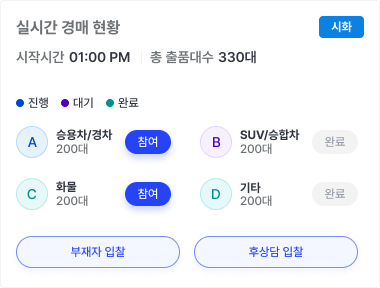 실시간 경매 현황
시화
시작시간 01:00 PM
총 출품대수 330대
진행 대기 완료
A 승용차/경차 200대 참여
B SUV/승합차 200대 완료
C 화물 200대 참여
D 기타 200대 완료
부재자 입찰
후상담 입찰